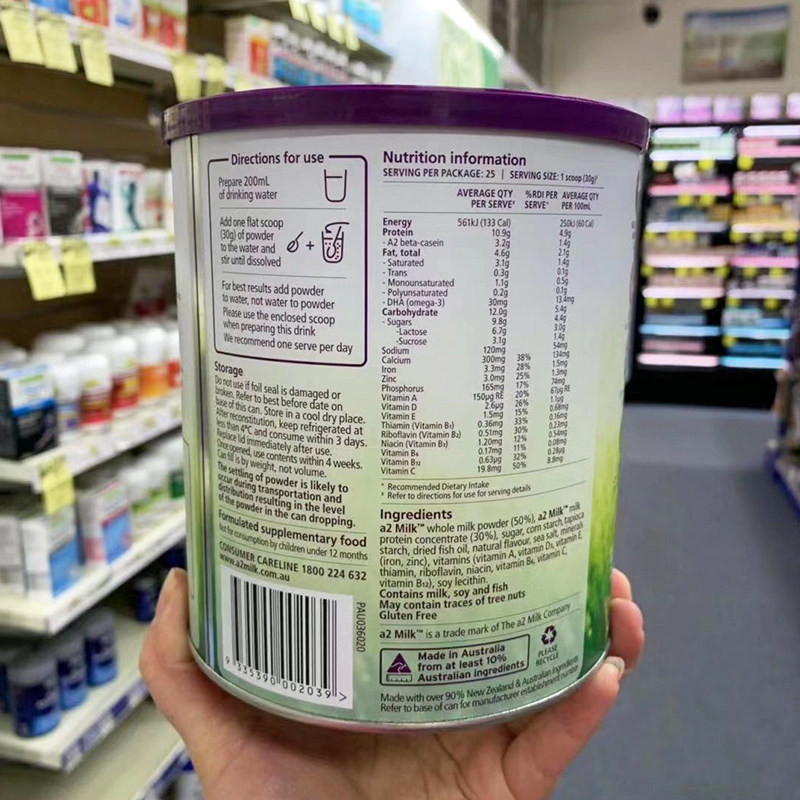 Directions for use
Prepare 200mL
of drinking water
Add one flat scoop
(30g) of powder
to the water and
stir until dissolved
+
For best results add powder
to water, not water to powder
Please use the enclosed scoop
when preparing this drink
We recommend one serve per day
Storage
Do not use if foil seal is damaged or
broken. Refer to best before date on
base of this can. Store in a cool dry place.
After reconstitution, keep refrigerated at
less than 4°C and consume within 3 days.
Replace lid immediately after use.
Once opened, use contents within 4 weeks.
Can fill is by weight, not volume.
The settling of powder is likely to
occur during transportation and
distribution resulting in the level
of the powder in the can dropping.
Formulated supplementary food
Not for consumption by children under 12 months
CONSUMER CARELINE 1800 224 632
www.a2milk.com.au
PAU036020
9 335390 002039 >
Nutrition information
SERVING PER PACKAGE: 25 | SERVING SIZE: 1 scoop (30g)#
AVERAGE QTY %RDI PER AVERAGE QTY
PER SERVE# SERVE^ PER 100mL
Energy 561kJ (133 Cal) 250kJ (60 Cal)
Protein 10.9g 4.9g
- A2 beta-casein 3.2g 1.4g
Fat, total 4.6g 2.1g
- Saturated 3.1g 1.4g
- Trans 0.3g 0.1g
- Monounsaturated 1.1g 0.5g
- Polyunsaturated 0.2g 0.1g
- DHA (omega-3) 30mg 13.4mg
Carbohydrate 12.0g 5.4g
- Sugars 9.8g 4.4g
-Lactose 6.7g 3.0g
-Sucrose 3.1g 1.4g
Sodium 120mg 54mg
Calcium 300mg 38% 134mg
Iron 3.3mg 28% 1.5mg
Zinc 3.0mg 25% 1.3mg
Phosphorus 165mg 17% 74mg
Vitamin A 150µg RE 20% 67µg RE
Vitamin D 2.6µg 26% 1.1µg
Vitamin E 1.5mg 15% 0.68mg
Thiamin (Vitamin B1) 0.36mg 33% 0.16mg
Riboflavin (Vitamin B2) 0.51mg 30% 0.23mg
Niacin (Vitamin B3) 1.20mg 12% 0.54mg
Vitamin B6 0.17mg 11% 0.08mg
Vitamin B12 0.63µg 32% 0.28µg
Vitamin C 19.8mg 50% 8.8mg
^ Recommended Dietary Intake
# Refer to directions for use for serving details
Ingredients
a2 Milk™ whole milk powder (50%), a2 Milk™ milk
protein concentrate (30%), sugar, corn starch, tapioca
starch, dried fish oil, natural flavour, sea salt, minerals
(iron, zinc), vitamins (vitamin A, vitamin D3, vitamin E,
thiamin, riboflavin, niacin, vitamin B6, vitamin C,
vitamin B12), soy lecithin.
Contains milk, soy and fish
May contain traces of tree nuts
Gluten Free
a2 Milk™ is a trade mark of The a2 Milk Company
Made in Australia
from at least 10%
Australian ingredients
PLEASE
RECYCLE
Made with over 90% New Zealand & Australian ingredients
Refer to base of can for manufacturer establishment number